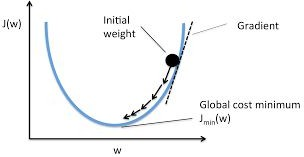 J(w)
Initial
weight
Gradient
Global cost minimum
Jmin(w)
w